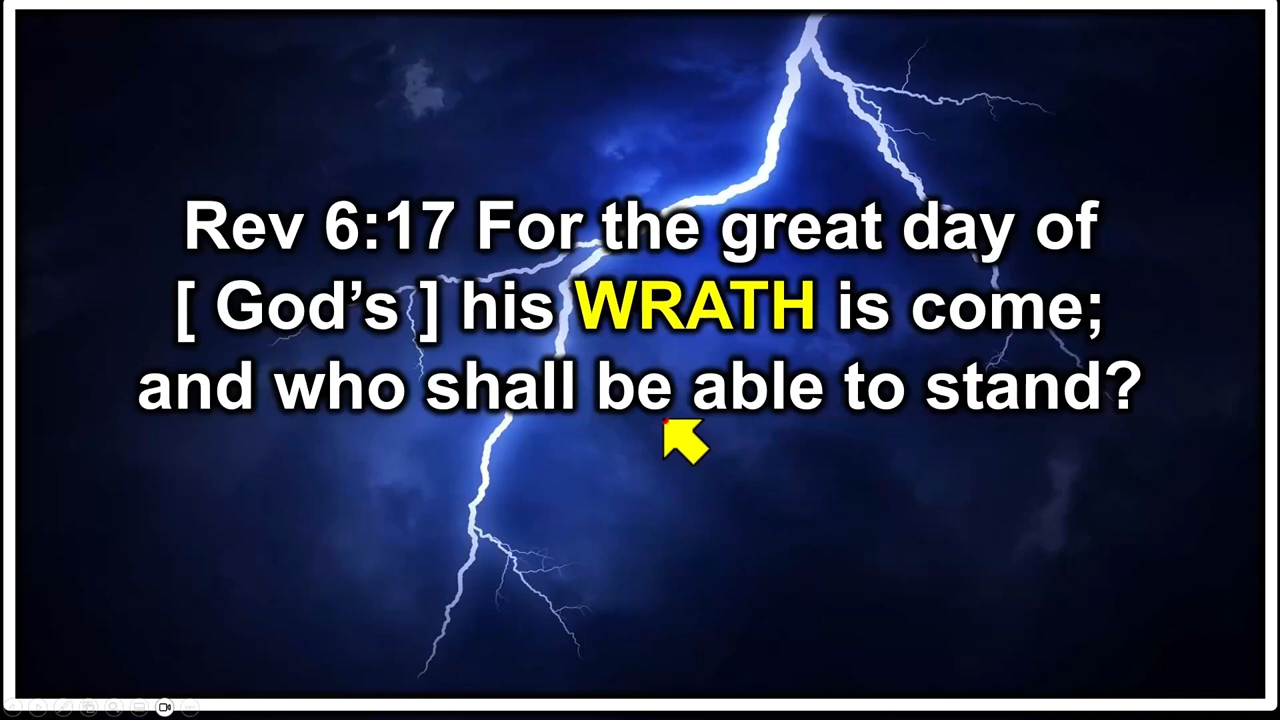 Rev 6:17 For the great day of
[ God’s ] his WRATH is come;
and who shall be able to stand?